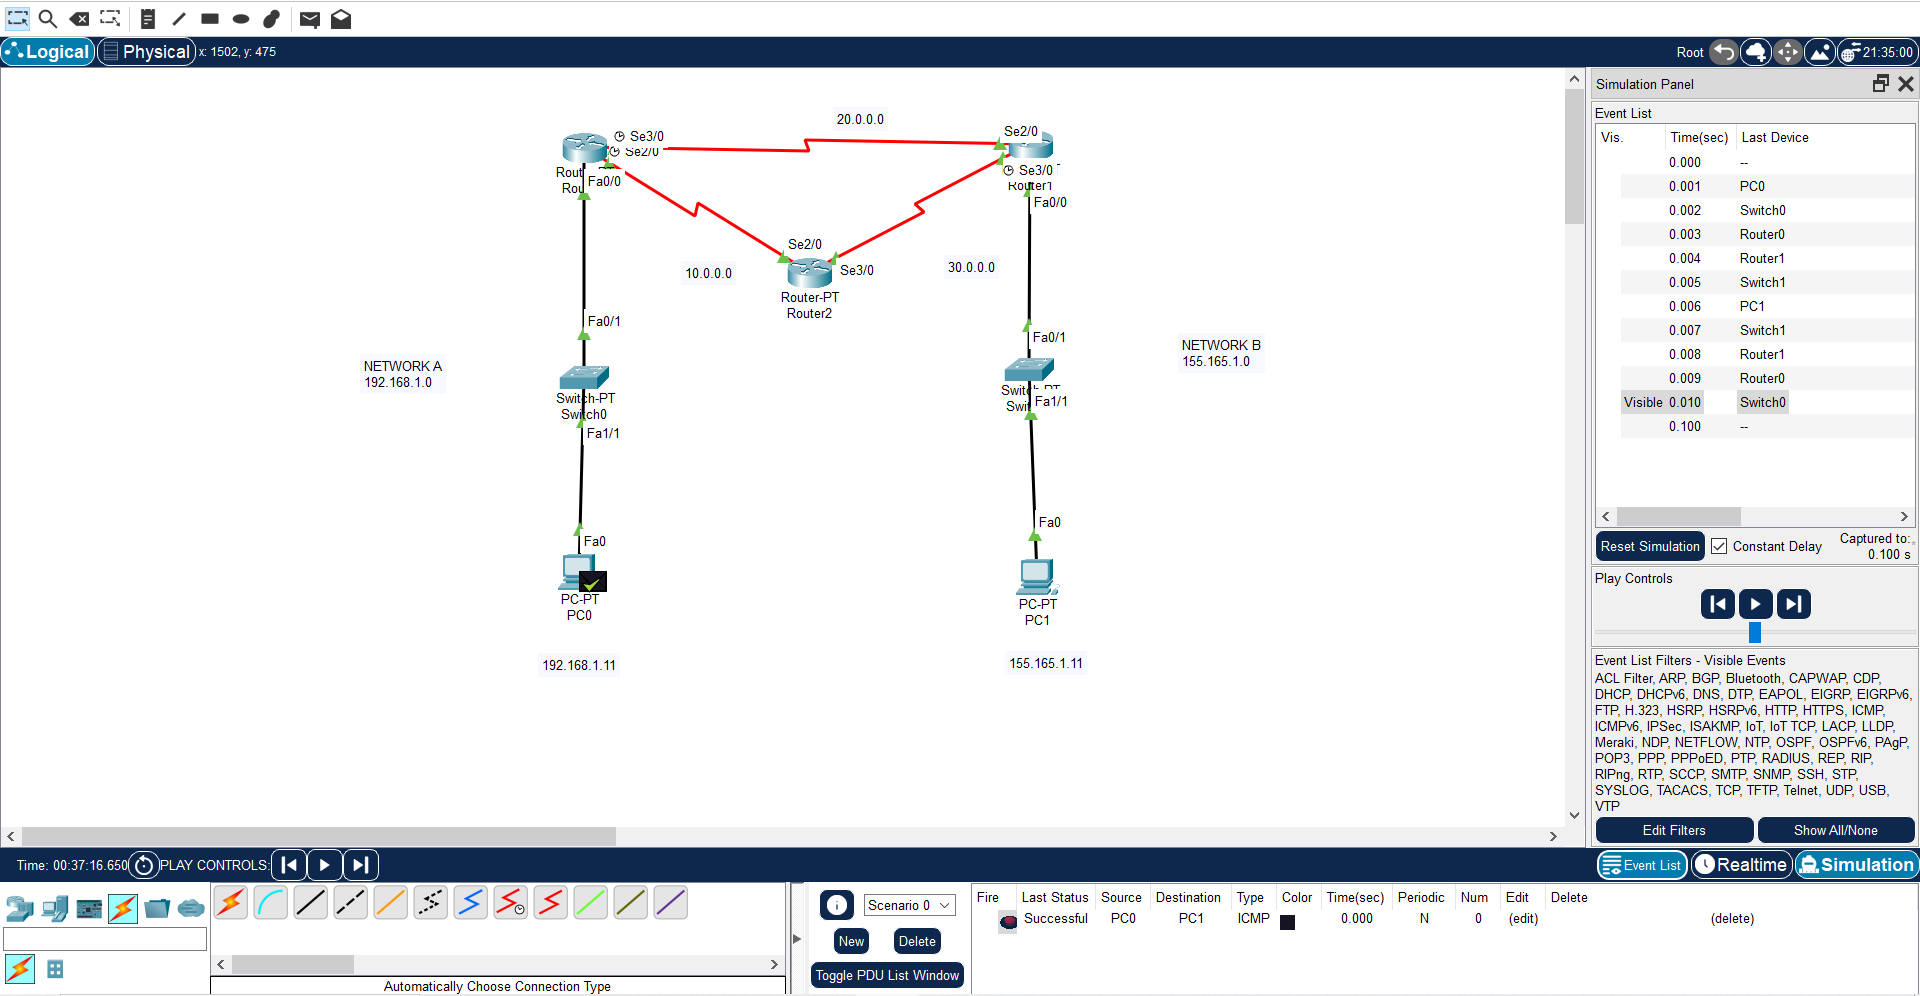 Logical Physical x: 1502, y: 475 Root 21:35:00
Simulation Panel
Event List
Vis. Time(sec) Last Device
0.000 --
0.001 PC0
0.002 Switch0
0.003 Router0
0.004 Router1
0.005 Switch1
0.006 PC1
0.007 Switch1
0.008 Router1
0.009 Router0
Visible 0.010 Switch0
0.100 --
Reset Simulation Constant Delay Captured to:
0.100 s
Play Controls
Event List Filters - Visible Events
ACL Filter, ARP, BGP, Bluetooth, CAPWAP, CDP,
DHCP, DHCPv6, DNS, DTP, EAPOL, EIGRP, EIGRPv6,
FTP, H.323, HSRP, HSRPv6, HTTP, HTTPS, ICMP,
ICMPv6, IPSec, ISAKMP, IoT, IoT TCP, LACP, LLDP,
Meraki, NDP, NETFLOW, NTP, OSPF, OSPFv6, PAgP,
POP3, PPP, PPPoED, PTP, RADIUS, REP, RIP,
RIPng, RTP, SCCP, SMTP, SNMP, SSH, STP,
SYSLOG, TACACS, TCP, TFTP, Telnet, UDP, USB,
VTP
Edit Filters Show All/None
Event List Realtime Simulation
20.0.0.0
Se3/0
Se2/0
Se2/0
Se3/0
Router1
Fa0/0
Fa0/0
Se2/0
Se3/0
10.0.0.0
30.0.0.0
Router-PT
Router2
Fa0/1
Fa0/1
NETWORK A
192.168.1.0
NETWORK B
155.165.1.0
Switch-PT
Switch0
Fa1/1
Fa1/1
Fa0
Fa0
PC-PT
PC0
PC-PT
PC1
192.168.1.11
155.165.1.11
Time: 00:37:16.650 PLAY CONTROLS:
Automatically Choose Connection Type
Scenario 0
New Delete
Toggle PDU List Window
Fire Last Status Source Destination Type Color Time(sec) Periodic Num Edit Delete
Successful PC0 PC1 ICMP 0.000 N 0 (edit) (delete)